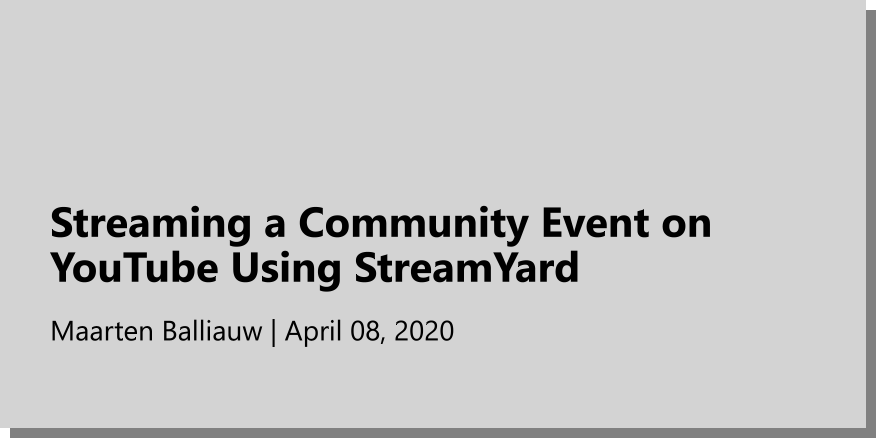 Streaming a Community Event on
YouTube Using StreamYard
Maarten Balliauw | April 08, 2020